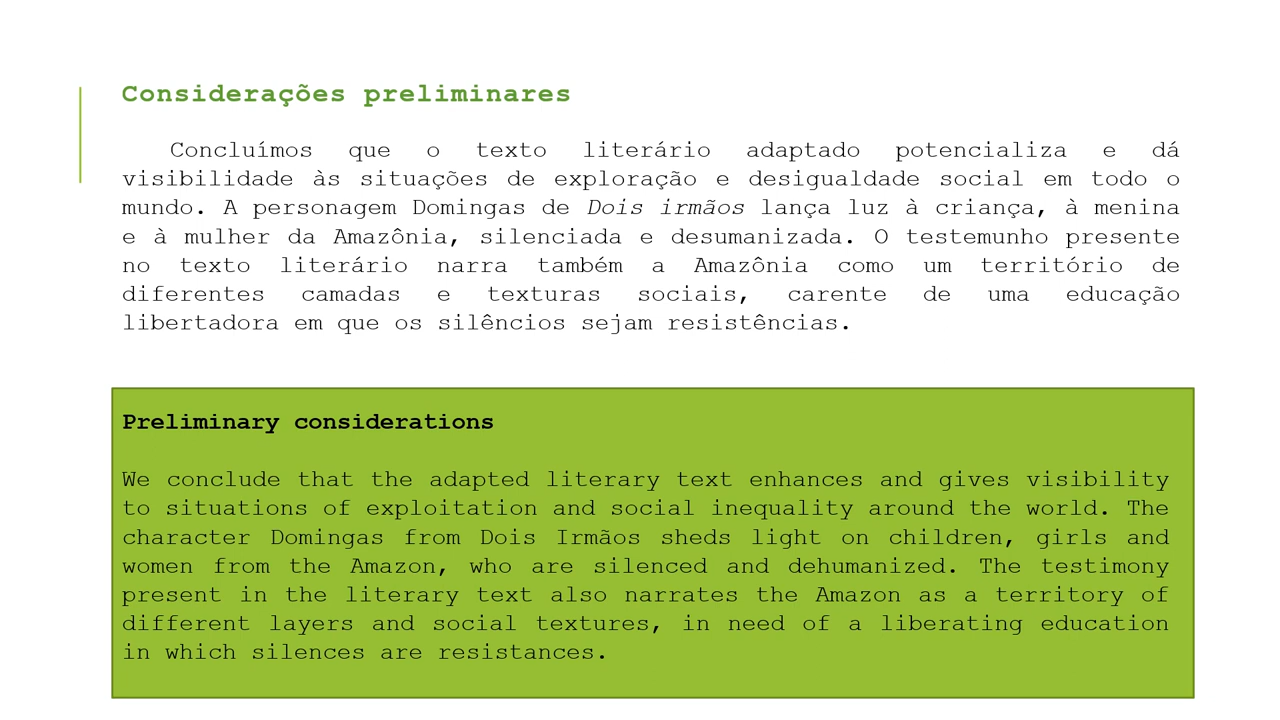 Considerações preliminares
Concluímos que o texto literário adaptado potencializa e dá
visibilidade às situações de exploração e desigualdade social em todo o
mundo. A personagem Domingas de Dois irmãos lança luz à criança, à menina
e à mulher da Amazônia, silenciada e desumanizada. O testemunho presente
no texto literário narra também a Amazônia como um território de
diferentes camadas e texturas sociais, carente de uma educação
libertadora em que os silêncios sejam resistências.
Preliminary considerations
We conclude that the adapted literary text enhances and gives visibility
to situations of exploitation and social inequality around the world. The
character Domingas from Dois Irmãos sheds light on children, girls and
women from the Amazon, who are silenced and dehumanized. The testimony
present in the literary text also narrates the Amazon as a territory of
different layers and social textures, in need of a liberating education
in which silences are resistances.